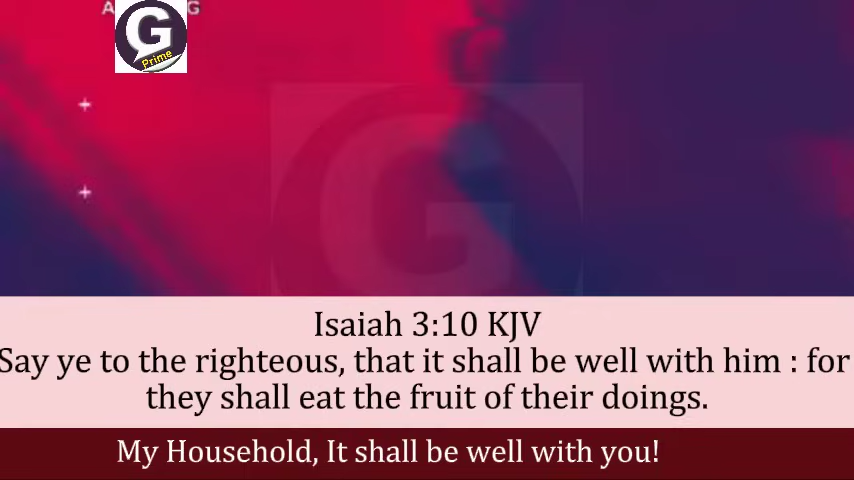 A
G
G
Prime
G
Isaiah 3:10 KJV
Say ye to the righteous, that it shall be well with him : for
they shall eat the fruit of their doings.
My Household, It shall be well with you!